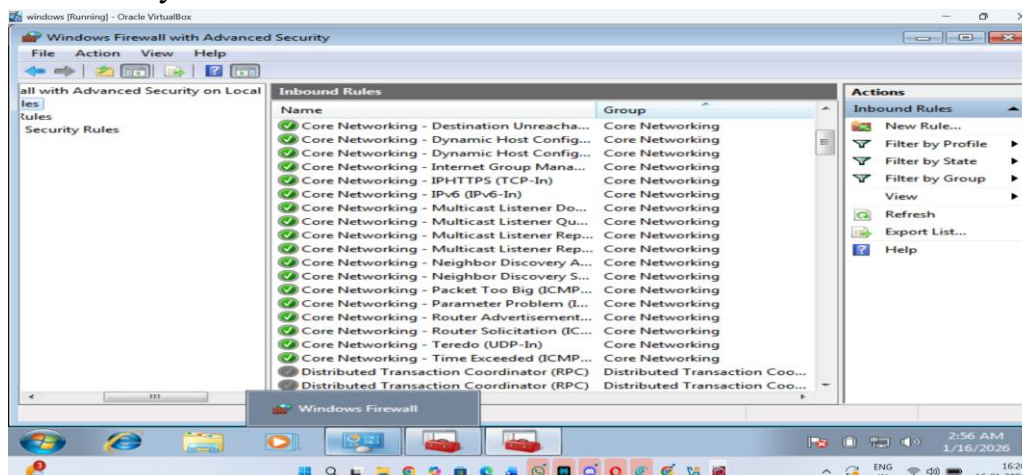 windows [Running] - Oracle VirtualBox
Windows Firewall with Advanced Security
File Action View Help
all with Advanced Security on Local
les
Rules
Security Rules
Inbound Rules
Name Group
Core Networking - Destination Unreacha... Core Networking
Core Networking - Dynamic Host Config... Core Networking
Core Networking - Dynamic Host Config... Core Networking
Core Networking - Internet Group Mana... Core Networking
Core Networking - IPHTTPS (TCP-In) Core Networking
Core Networking - IPv6 (IPv6-In) Core Networking
Core Networking - Multicast Listener Do... Core Networking
Core Networking - Multicast Listener Qu... Core Networking
Core Networking - Multicast Listener Rep... Core Networking
Core Networking - Multicast Listener Rep... Core Networking
Core Networking - Neighbor Discovery A... Core Networking
Core Networking - Neighbor Discovery S... Core Networking
Core Networking - Packet Too Big (ICMP... Core Networking
Core Networking - Parameter Problem (I... Core Networking
Core Networking - Router Advertisement... Core Networking
Core Networking - Router Solicitation (IC... Core Networking
Core Networking - Teredo (UDP-In) Core Networking
Core Networking - Time Exceeded (ICMP... Core Networking
Distributed Transaction Coordinator (RPC) Distributed Transaction Coo...
Distributed Transaction Coordinator (RPC) Distributed Transaction Coo...
Actions
Inbound Rules
New Rule...
Filter by Profile
Filter by State
Filter by Group
View
Refresh
Export List...
Help
Windows Firewall
2:56 AM
1/16/2026
ENG